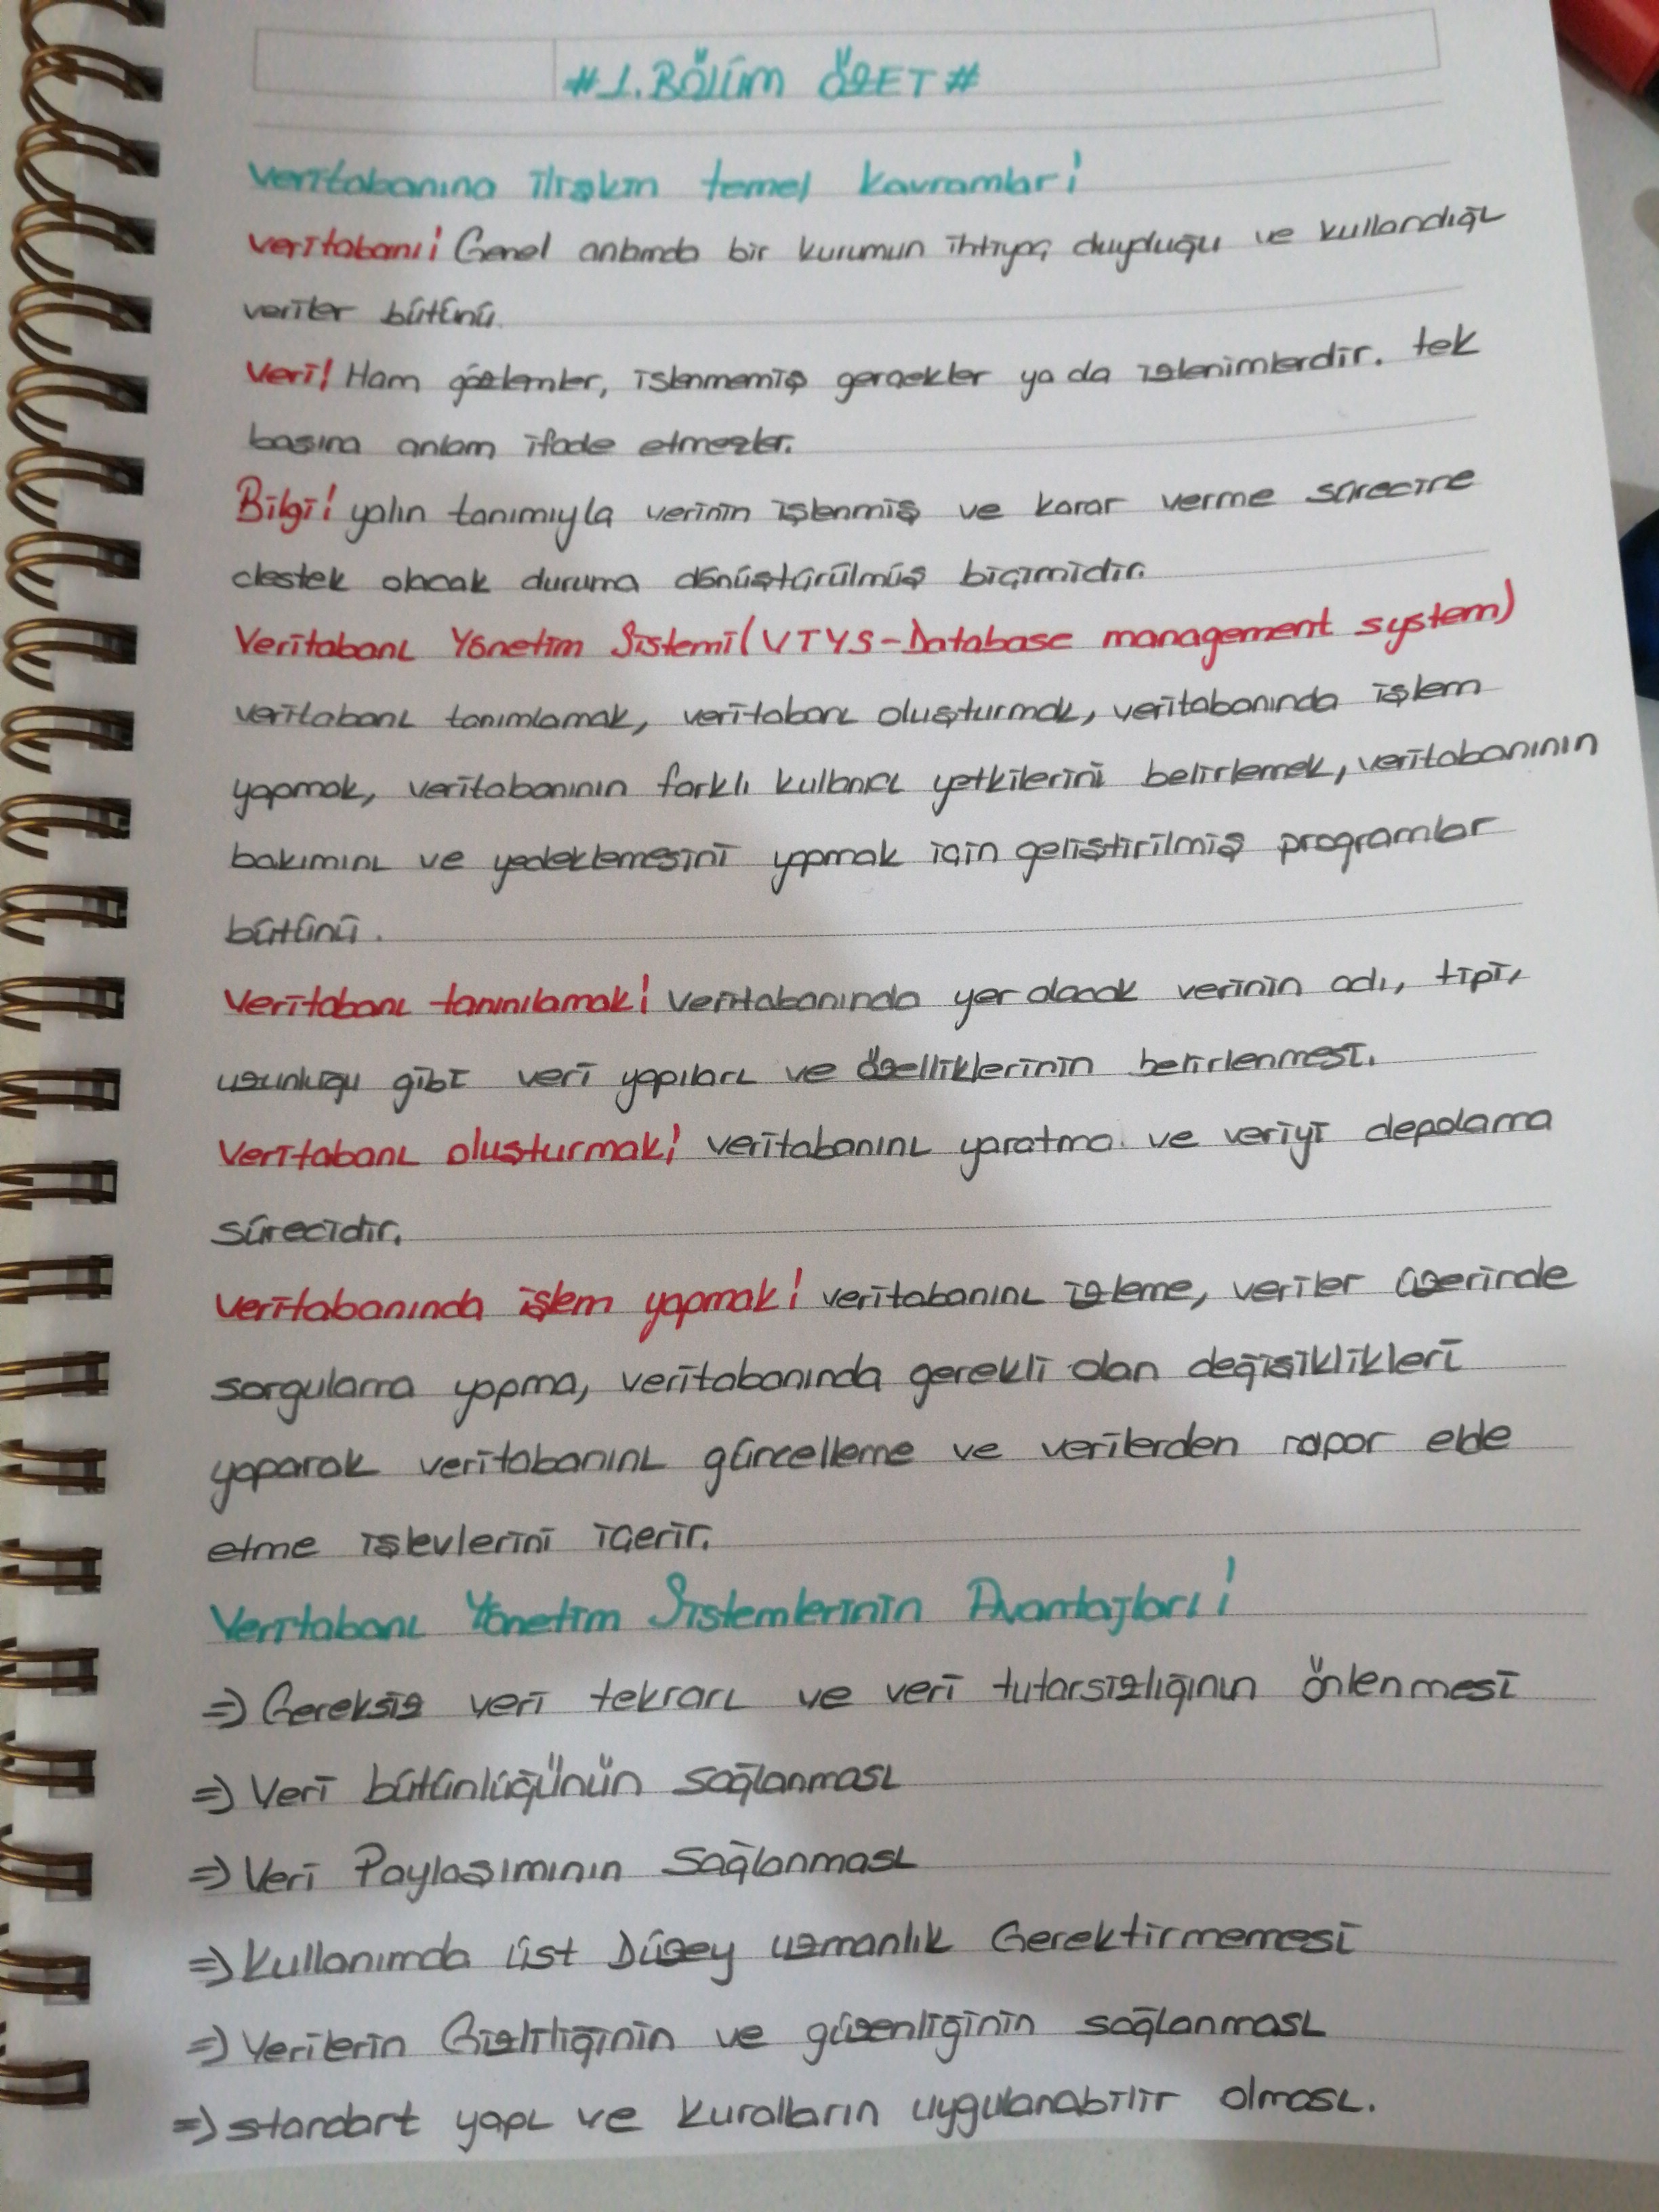 #1.BÖLÜM ÖZET#
Veritabanına ilişkin temel kavramlar!
Veritabanı! Genel anlamda bir kurumun ihtiyaç duyduğu ve kullandığı
veriler bütünü.
Veri! Ham gözlemler, işlenmemiş gerçekler ya da izlenimlerdir. tek
başına anlam ifade etmezler.
Bilgi! yalın tanımıyla verinin işlenmiş ve karar verme sürecine
destek olacak duruma dönüştürülmüş biçimidir.
Veritabanı Yönetim Sistemi(VTYS-Database management system)
veritabanı tanımlamak, veritabanı oluşturmak, veritabanında işlem
yapmak, veritabanının farklı kullanıcı yetkilerini belirlemek, veritabanının
bakımını ve yedeklemesini yapmak için geliştirilmiş programlar
bütünü.
Veritabanı tanımlamak! Veritabanında yer alacak verinin adı, tipi,
uzunluğu gibi veri yapıları ve özelliklerinin belirlenmesi.
Veritabanı oluşturmak! veritabanını yaratma ve veriyi depolama
sürecidir.
Veritabanında işlem yapmak! veritabanını izleme, veriler üzerinde
sorgulama yapma, veritabanında gerekli olan değişiklikleri
yaparak veritabanını güncelleme ve verilerden rapor elde
etme işlevlerini içerir.
Veritabanı Yönetim Sistemlerinin Avantajları!
⇒ Gereksiz veri tekrarı ve veri tutarsızlığının önlenmesi
⇒ Veri bütünlüğünün sağlanması
⇒ Veri Paylaşımının Sağlanması
⇒ Kullanımda üst Düzey uzmanlık Gerektirmemesi
⇒ Verilerin Gizliliğinin ve güvenliğinin sağlanması
⇒ standart yapı ve kuralların uygulanabilir olması.